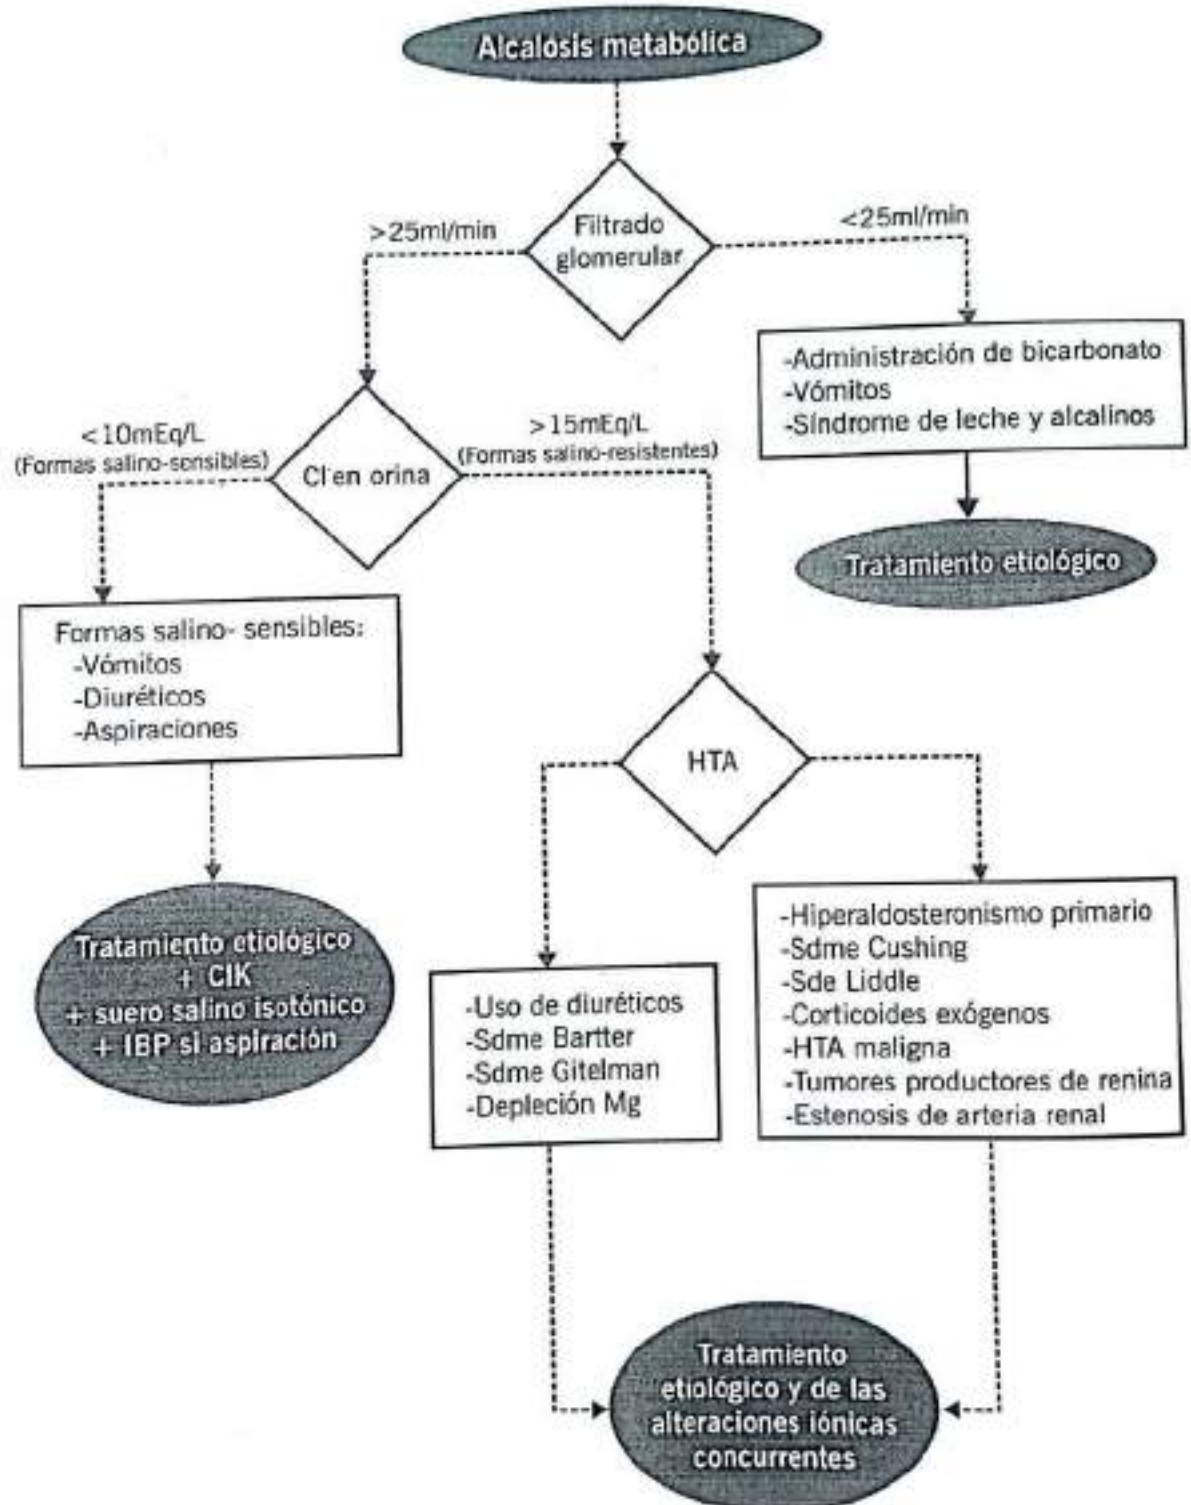 Alcalosis metabólica
Filtrado
glomerular
>25ml/min
<25ml/min
-Administración de bicarbonato
-Vómitos
-Síndrome de leche y alcalinos
Tratamiento etiológico
Cl⁻en orina
<10mEq/L
(Formas salino-sensibles)
>15mEq/L
(Formas salino-resistentes)
Formas salino- sensibles:
-Vómitos
-Diuréticos
-Aspiraciones
Tratamiento etiológico
+ ClK
+ suero salino isotónico
+ IBP si aspiración
HTA
-Uso de diuréticos
-Sdme Bartter
-Sdme Gitelman
-Depleción Mg
-Hiperaldosteronismo primario
-Sdme Cushing
-Sde Liddle
-Corticoides exógenos
-HTA maligna
-Tumores productores de renina
-Estenosis de arteria renal
Tratamiento
etiológico y de las
alteraciones iónicas
concurrentes